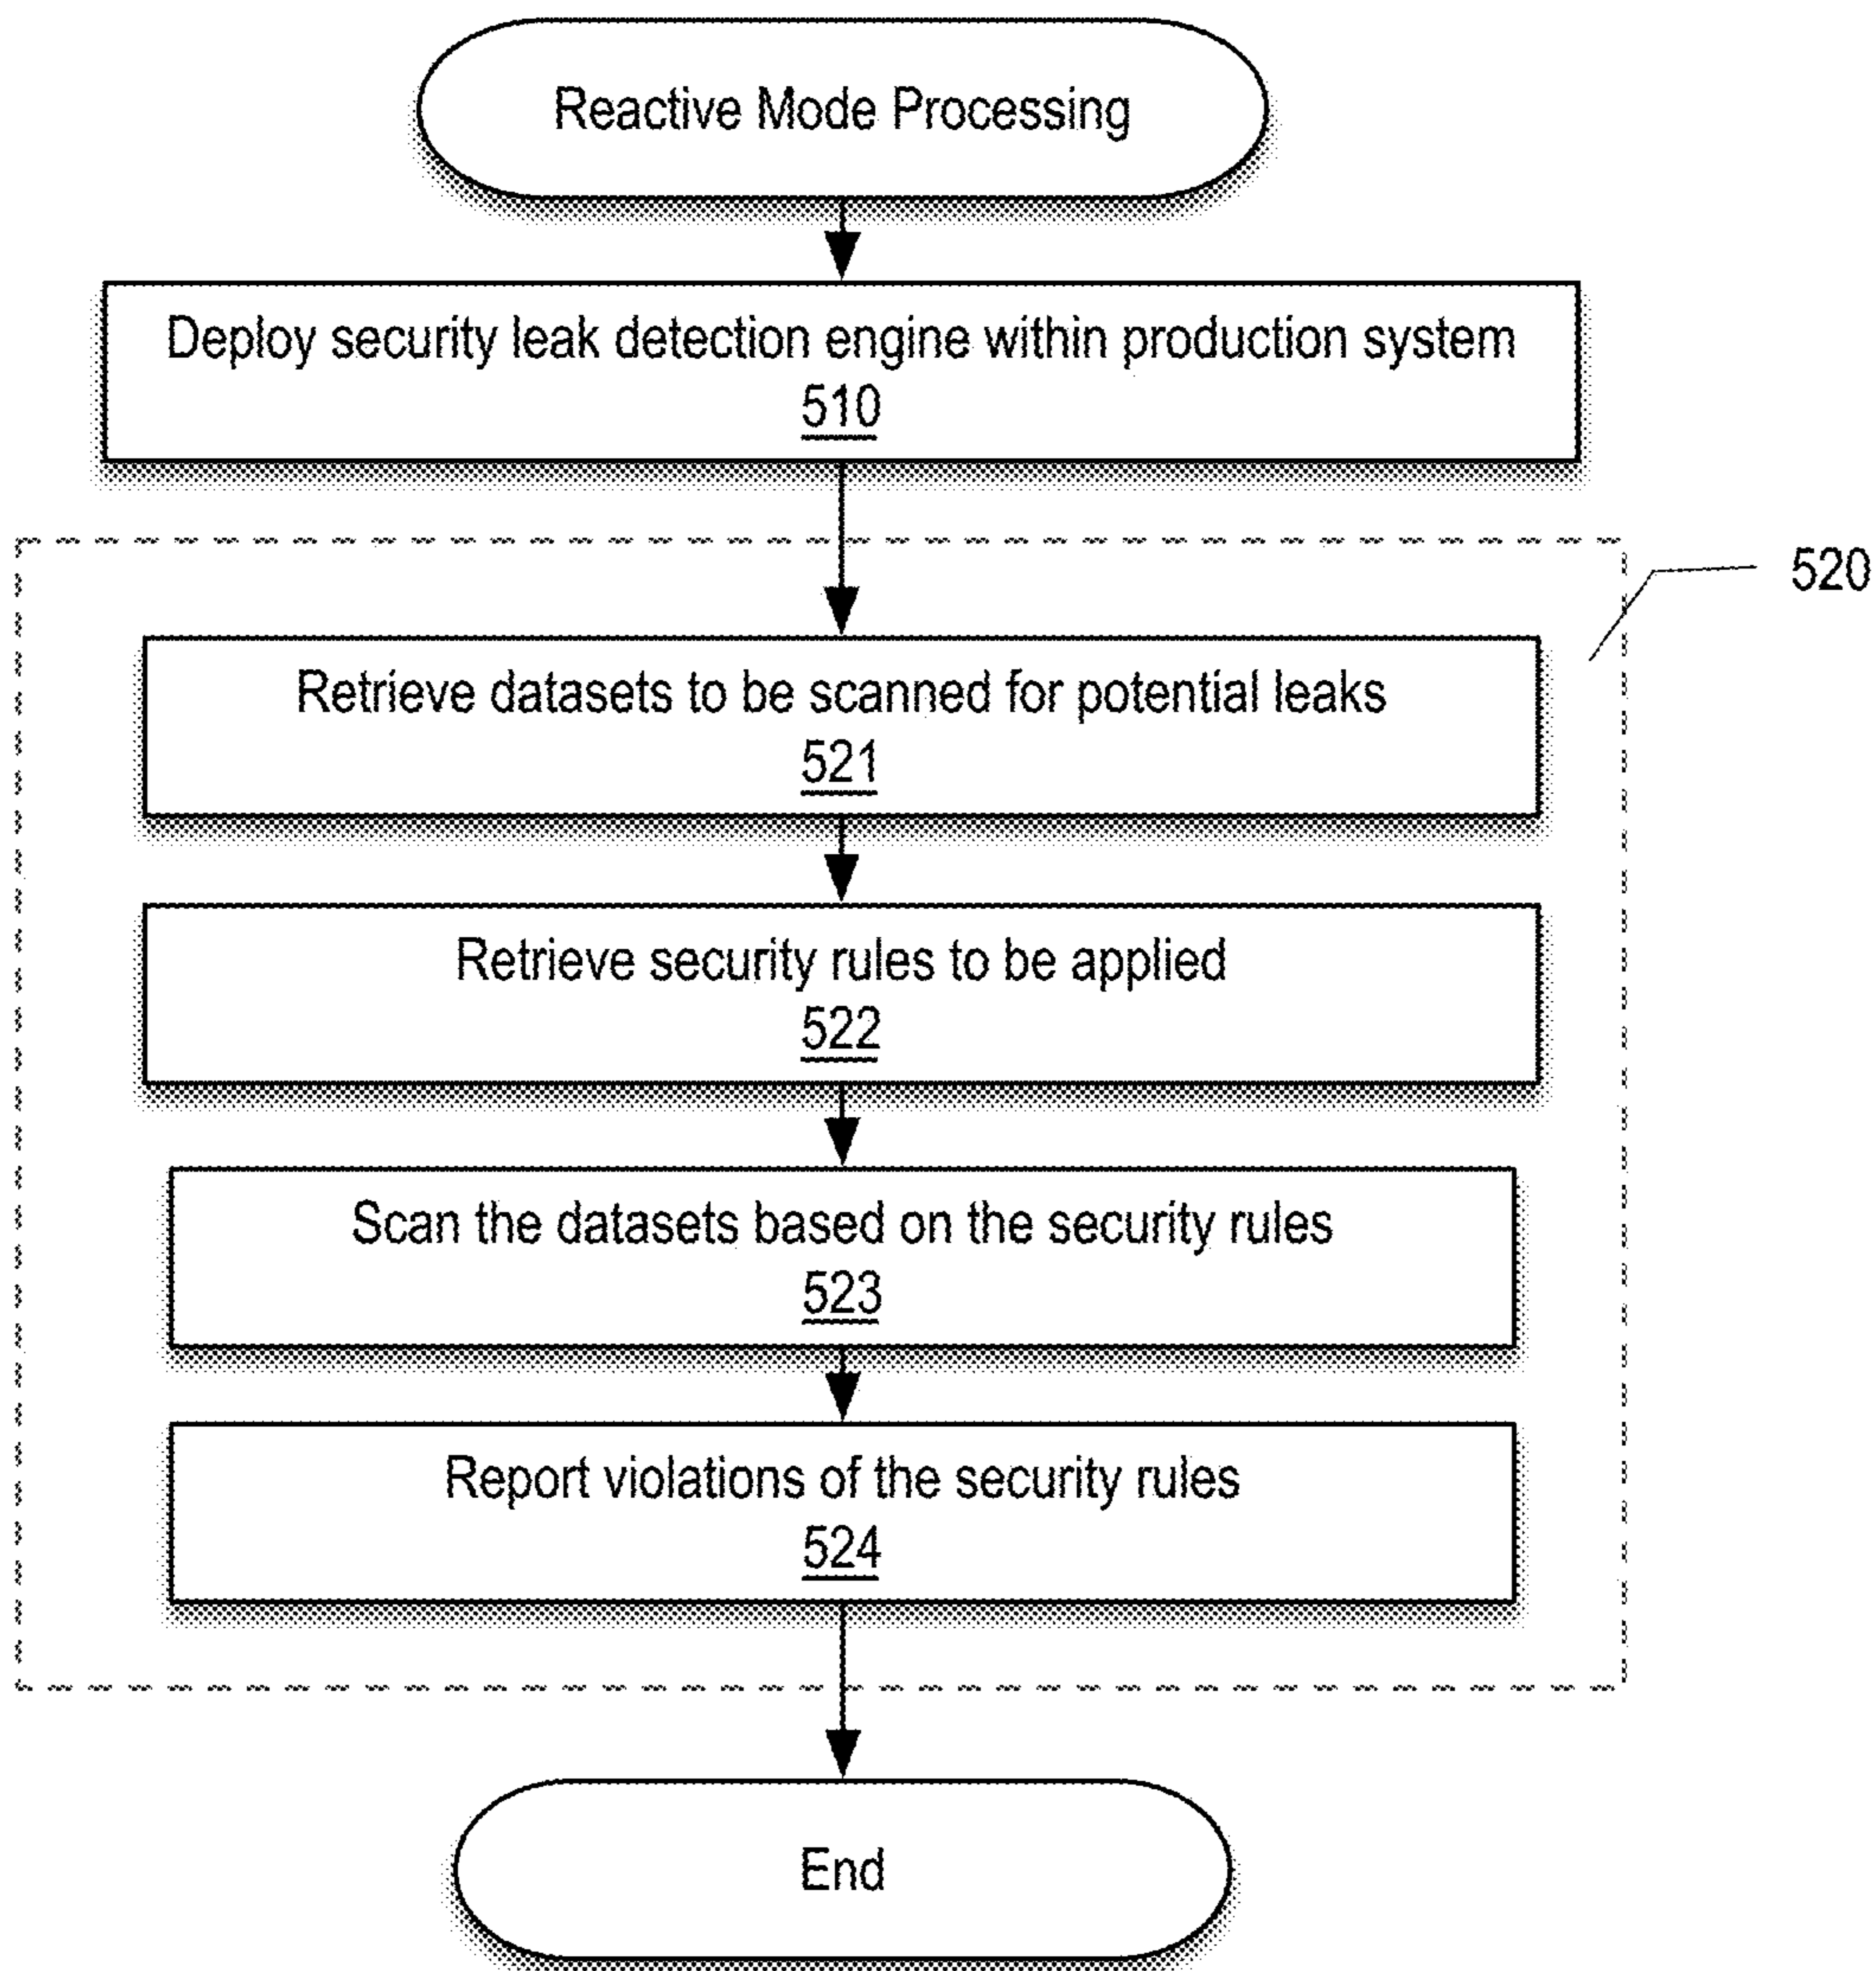 Reactive Mode Processing
Deploy security leak detection engine within production system
510
520
Retrieve datasets to be scanned for potential leaks
521
Retrieve security rules to be applied
522
Scan the datasets based on the security rules
523
Report violations of the security rules
524
End